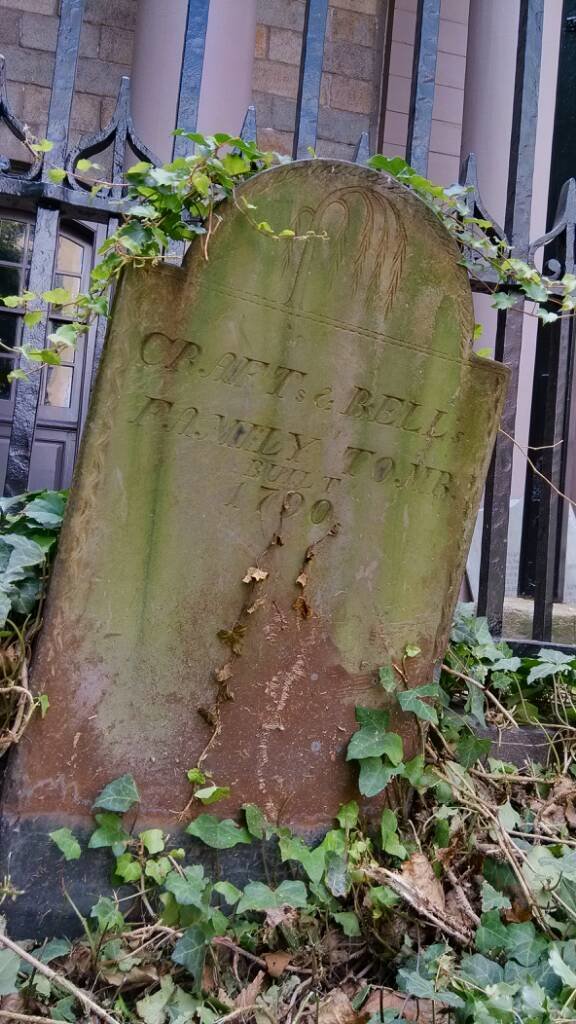 CRAFTS & BELLS
FAMILY TOMB
BUILT
1790